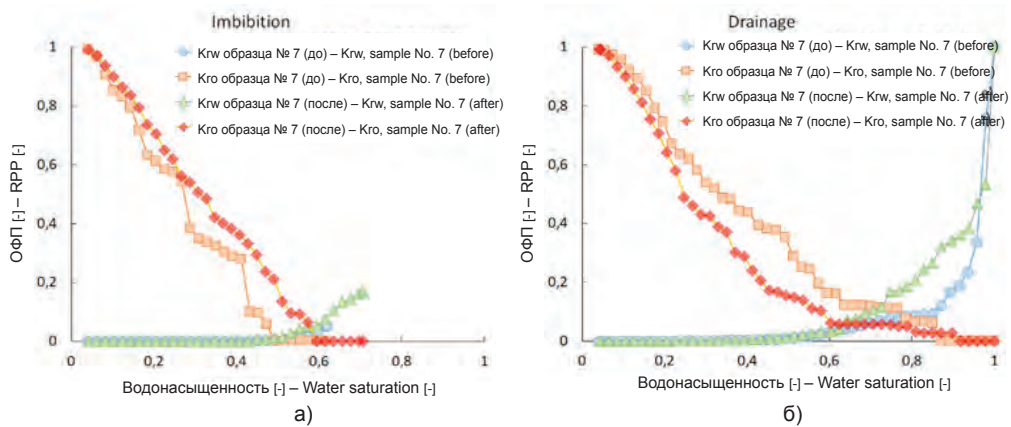 Imbibition
Krw образца № 7 (до) – Krw, sample No. 7 (before)
Kro образца № 7 (до) – Kro, sample No. 7 (before)
Krw образца № 7 (после) – Krw, sample No. 7 (after)
Kro образца № 7 (после) – Kro, sample No. 7 (after)
ОФП [-] – RPP [-]
1
0,8
0,6
0,4
0,2
0
0
0,2
0,4
0,6
0,8
1
Водонасыщенность [-] – Water saturation [-]
а)
Drainage
Krw образца № 7 (до) – Krw, sample No. 7 (before)
Kro образца № 7 (до) – Kro, sample No. 7 (before)
Krw образца № 7 (после) – Krw, sample No. 7 (after)
Kro образца № 7 (после) – Kro, sample No. 7 (after)
ОФП [-] – RPP [-]
1
0,8
0,6
0,4
0,2
0
0
0,2
0,4
0,6
0,8
1
Водонасыщенность [-] – Water saturation [-]
б)